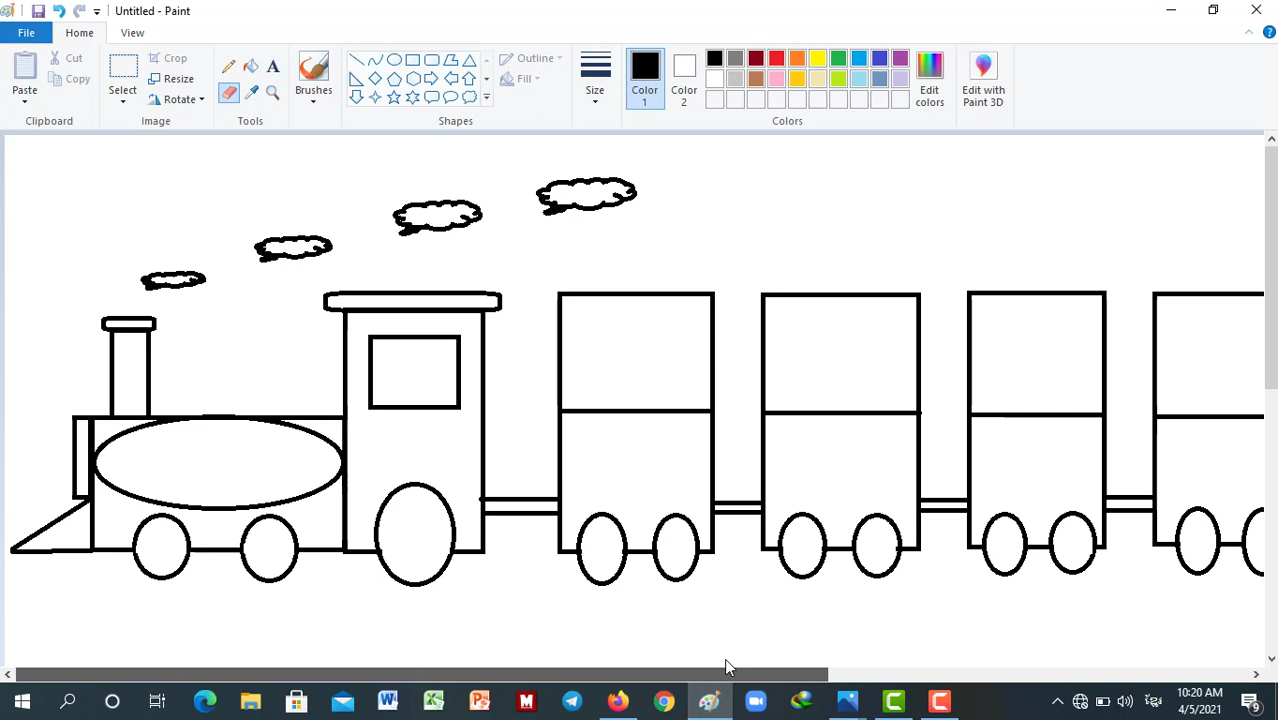 Untitled - Paint
File Home View
Paste
Cut
Copy
Clipboard
Select
Crop
Resize
Rotate
Image
Tools
Brushes
Shapes
Outline
Fill
Size
Color 1
Color 2
Edit colors
Colors
Edit with Paint 3D
10:20 AM
4/5/2021